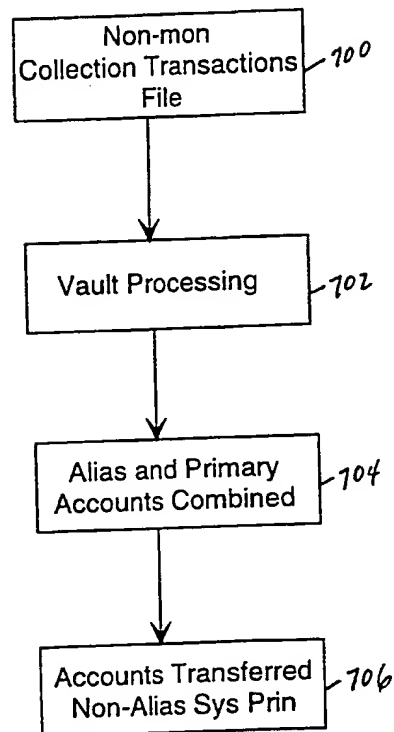 Non-mon
Collection Transactions
File
700
Vault Processing
702
Alias and Primary
Accounts Combined
704
Accounts Transferred
Non-Alias Sys Prin
706